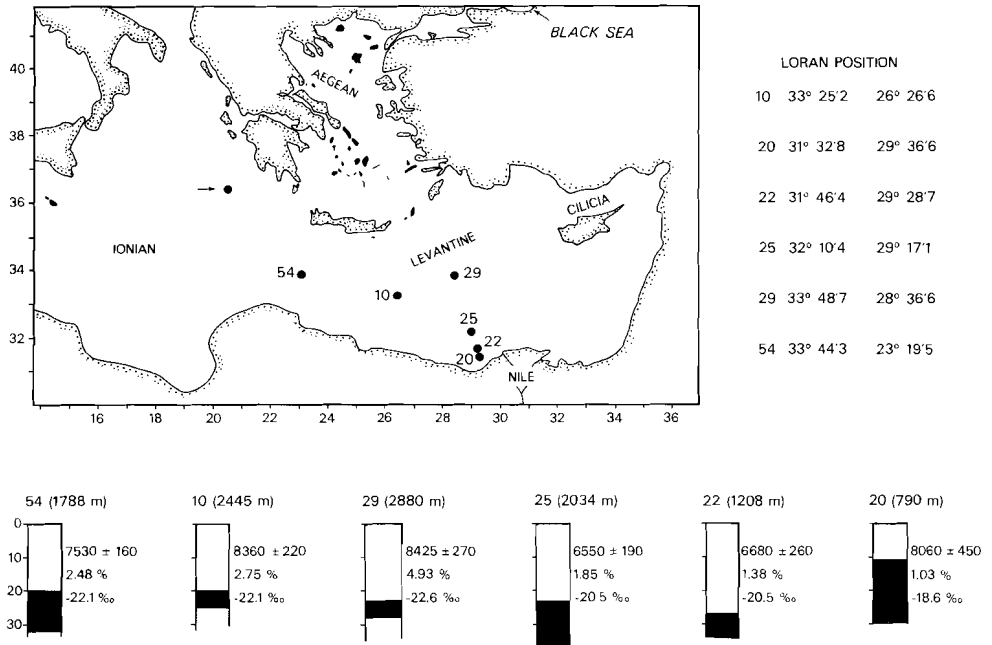 BLACK SEA
40
AEGEAN
38
36
CILICIA
IONIAN
LEVANTINE
34
54
29
10
25
32
22
20
NILE
16 18 20 22 24 26 28 30 32 34 36
LORAN POSITION
10 33° 25'2 26° 26'6
20 31° 32'8 29° 36'6
22 31° 46'4 29° 28'7
25 32° 10'4 29° 17'1
29 33° 48'7 28° 36'6
54 33° 44'3 23° 19'5
54 (1788 m) 10 (2445 m) 29 (2880 m) 25 (2034 m) 22 (1208 m) 20 (790 m)
0
7530 ± 160 8360 ± 220 8425 ± 270 6550 ± 190 6680 ± 260 8060 ± 450
10
2.48 % 2.75 % 4.93 % 1.85 % 1.38 % 1.03 %
20
-22.1 ‰ -22.1 ‰ -22.6 ‰ -20.5 ‰ -20.5 ‰ -18.6 ‰
30